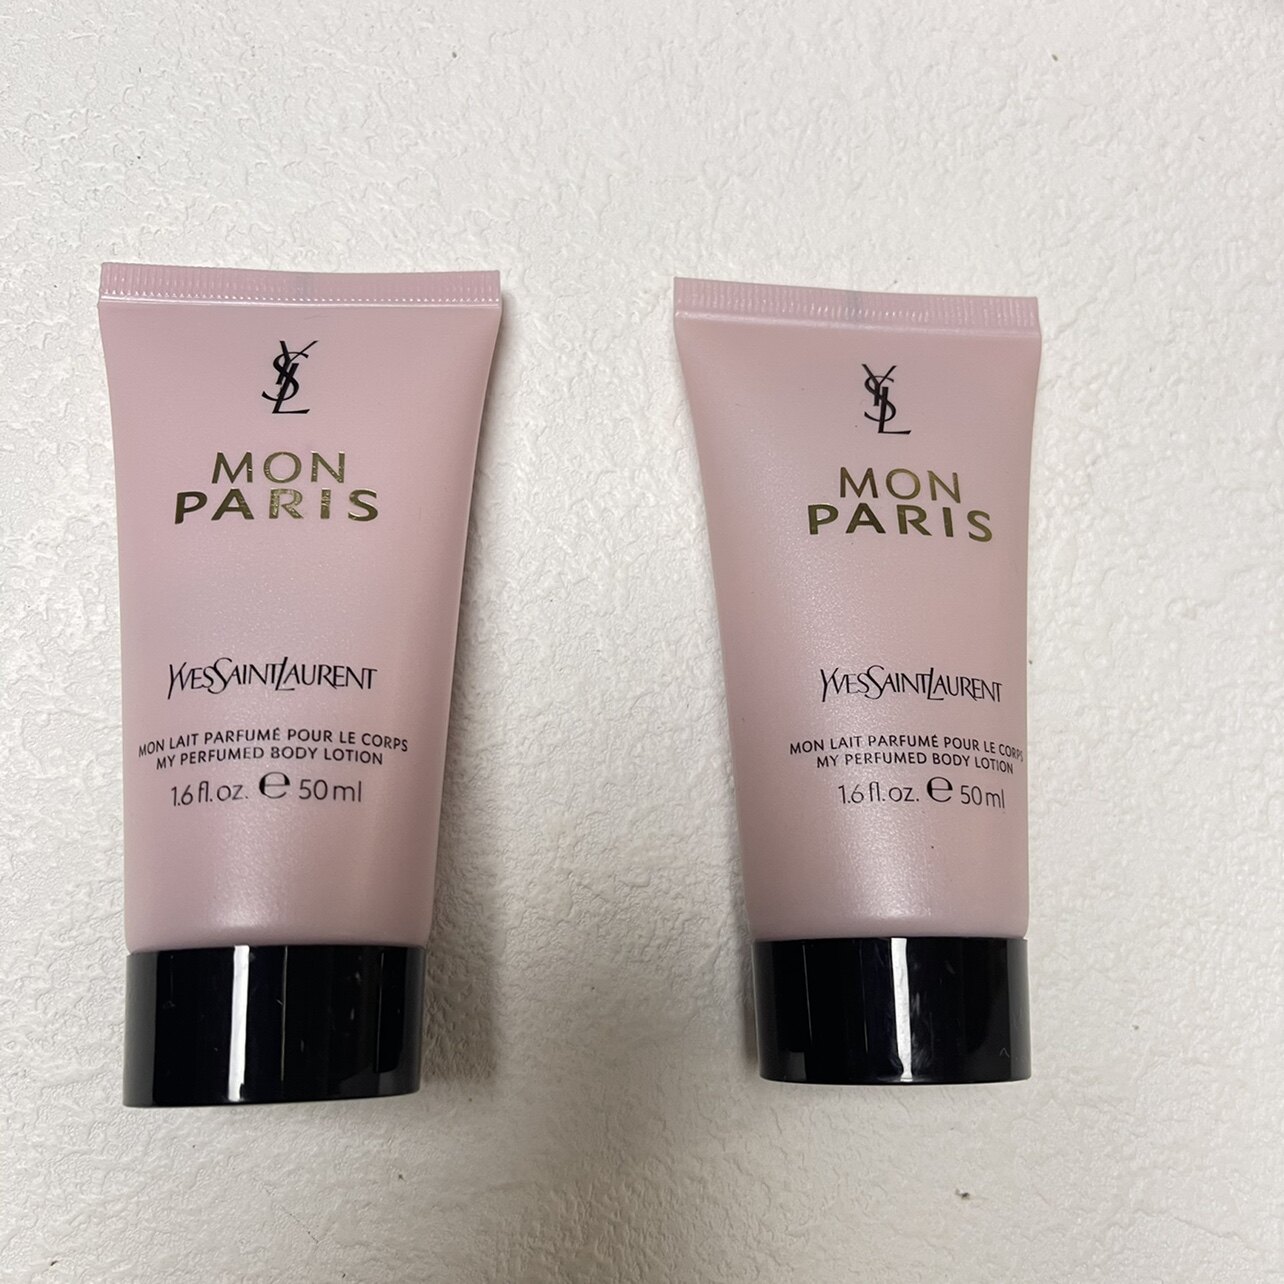 YSL
MON
PARIS
YVESSAINTLAURENT
MON LAIT PARFUMÉ POUR LE CORPS
MY PERFUMED BODY LOTION
1.6 fl. oz. ℮ 50 ml
YSL
MON
PARIS
YVESSAINTLAURENT
MON LAIT PARFUMÉ POUR LE CORPS
MY PERFUMED BODY LOTION
1.6 fl. oz. ℮ 50 ml